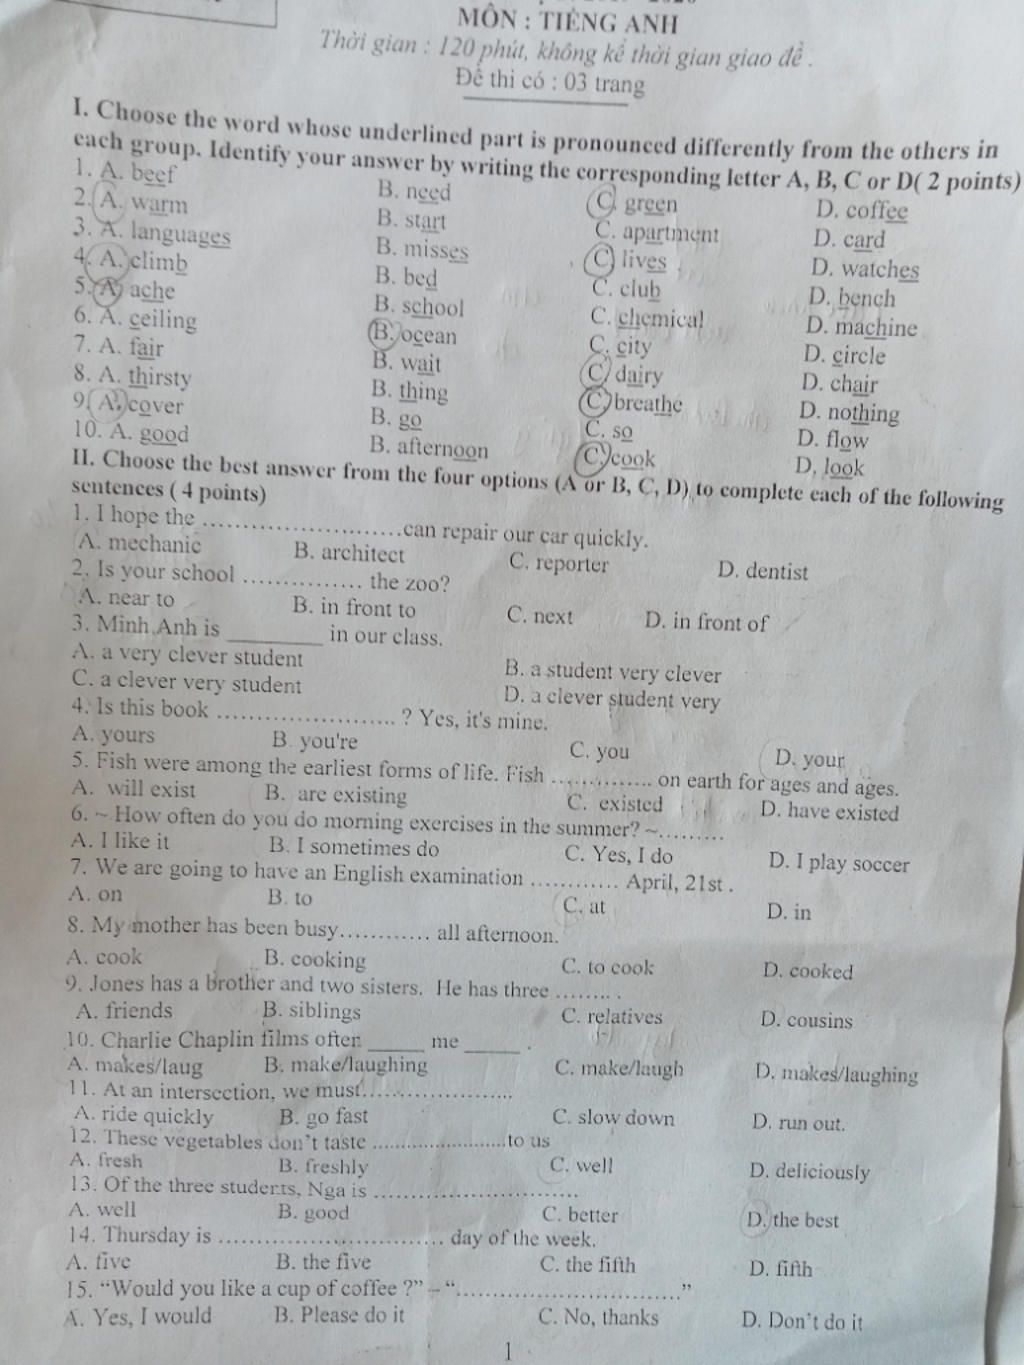 MÔN : TIẾNG ANH
Thời gian : 120 phút, không kể thời gian giao đề .
Đề thi có : 03 trang
I. Choose the word whose underlined part is pronounced differently from the others in
each group. Identify your answer by writing the corresponding letter A, B, C or D( 2 points)
1. A. beef B. need C. green D. coffee
2. A. warm B. start C. apartment D. card
3. A. languages B. misses C. lives D. watches
4. A. climb B. bed C. club D. bench
5. A. ache B. school C. chemical D. machine
6. A. ceiling B. ocean C. city D. circle
7. A. fair B. wait C. dairy D. chair
8. A. thirsty B. thing C. breathe D. nothing
9. A. cover B. go C. so D. flow
10. A. good B. afternoon C. cook D. look
II. Choose the best answer from the four options (A or B, C, D) to complete each of the following
sentences ( 4 points)
1. I hope the ..........................can repair our car quickly.
A. mechanic B. architect C. reporter D. dentist
2. Is your school ............... the zoo?
A. near to B. in front to C. next D. in front of
3. Minh Anh is _________ in our class.
A. a very clever student B. a student very clever
C. a clever very student D. a clever student very
4. Is this book ....................... ? Yes, it's mine.
A. yours B. you're C. you D. your
5. Fish were among the earliest forms of life. Fish ............. on earth for ages and ages.
A. will exist B. are existing C. existed D. have existed
6. ~ How often do you do morning exercises in the summer? ~.........
A. I like it B. I sometimes do C. Yes, I do D. I play soccer
7. We are going to have an English examination ............ April, 21st .
A. on B. to C. at D. in
8. My mother has been busy............ all afternoon.
A. cook B. cooking C. to cook D. cooked
9. Jones has a brother and two sisters. He has three ........ .
A. friends B. siblings C. relatives D. cousins
10. Charlie Chaplin films often _____ me _____ .
A. makes/laug B. make/laughing C. make/laugh D. makes/laughing
11. At an intersection, we must....................
A. ride quickly B. go fast C. slow down D. run out.
12. These vegetables don't taste .......................to us
A. fresh B. freshly C. well D. deliciously
13. Of the three students, Nga is ............................
A. well B. good C. better D. the best
14. Thursday is .............................. day of the week.
A. five B. the five C. the fifth D. fifth
15. “Would you like a cup of coffee ?” – “..............................”
A. Yes, I would B. Please do it C. No, thanks D. Don't do it
1